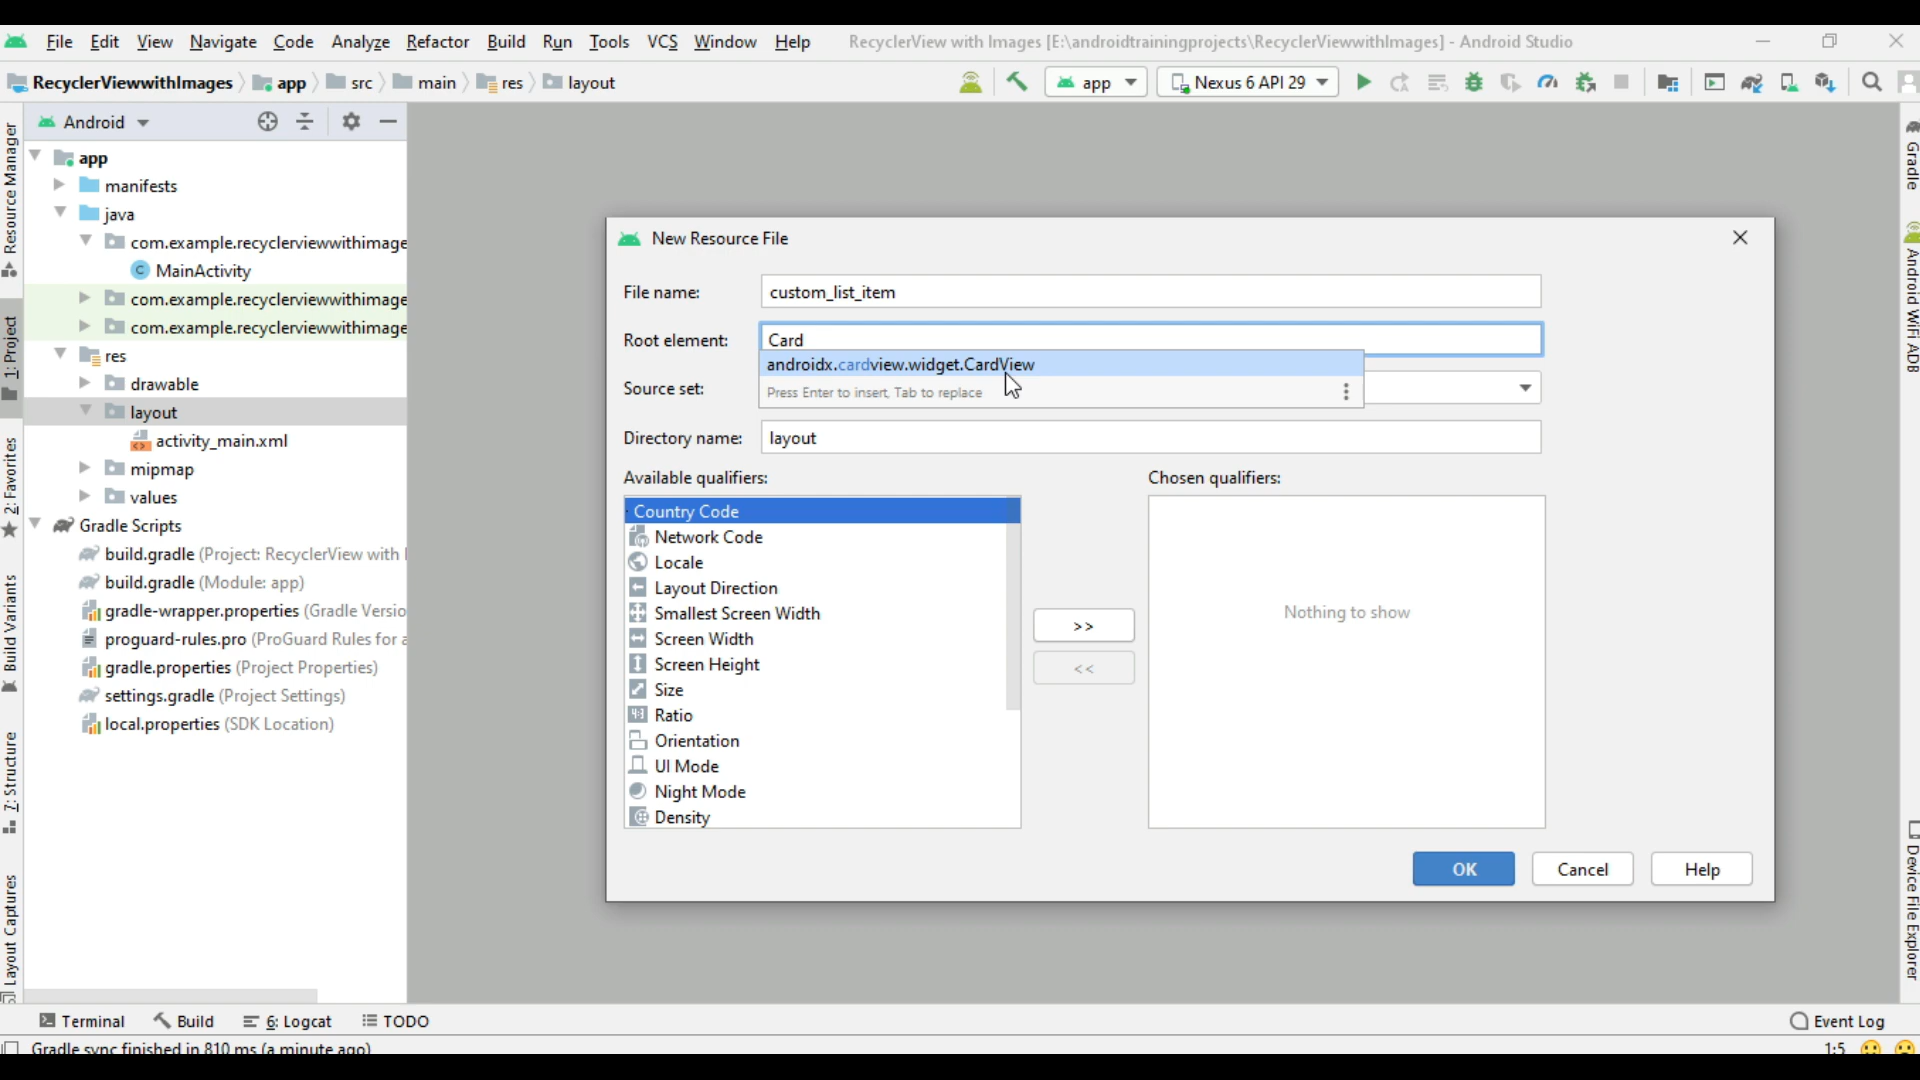 File Edit View Navigate Code Analyze Refactor Build Run Tools VCS Window Help RecyclerView with Images [E:\androidtrainingprojects\RecyclerViewwithImages] - Android Studio
RecyclerViewwithImages app src main res layout app Nexus 6 API 29
Android
app
manifests
java
com.example.recyclerviewwithimage
MainActivity
com.example.recyclerviewwithimage
com.example.recyclerviewwithimage
res
drawable
layout
activity_main.xml
mipmap
values
Gradle Scripts
build.gradle (Project: RecyclerView with
build.gradle (Module: app)
gradle-wrapper.properties (Gradle Versio
proguard-rules.pro (ProGuard Rules for a
gradle.properties (Project Properties)
settings.gradle (Project Settings)
local.properties (SDK Location)
Resource Manager
1: Project
2: Favorites
Build Variants
7: Structure
Layout Captures
New Resource File
File name: custom_list_item
Root element: Card
androidx.cardview.widget.CardView
Source set:
Press Enter to insert, Tab to replace
Directory name: layout
Available qualifiers:
Chosen qualifiers:
Country Code
Network Code
Locale
Layout Direction
Smallest Screen Width
Screen Width
Screen Height
Size
Ratio
Orientation
UI Mode
Night Mode
Density
>>
<<
Nothing to show
OK Cancel Help
Gradle
Android WiFi ADB
Device File Explorer
Terminal Build 6: Logcat TODO Event Log
Gradle sync finished in 810 ms (a minute ago) 1:5